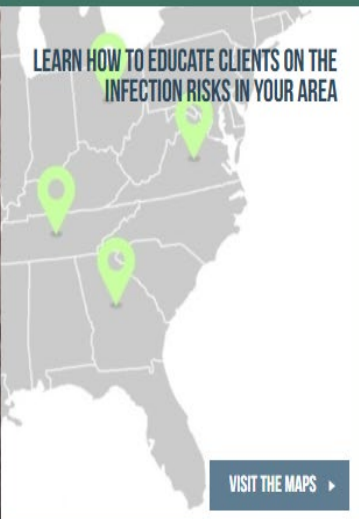 LEARN HOW TO EDUCATE CLIENTS ON THE
INFECTION RISKS IN YOUR AREA
VISIT THE MAPS